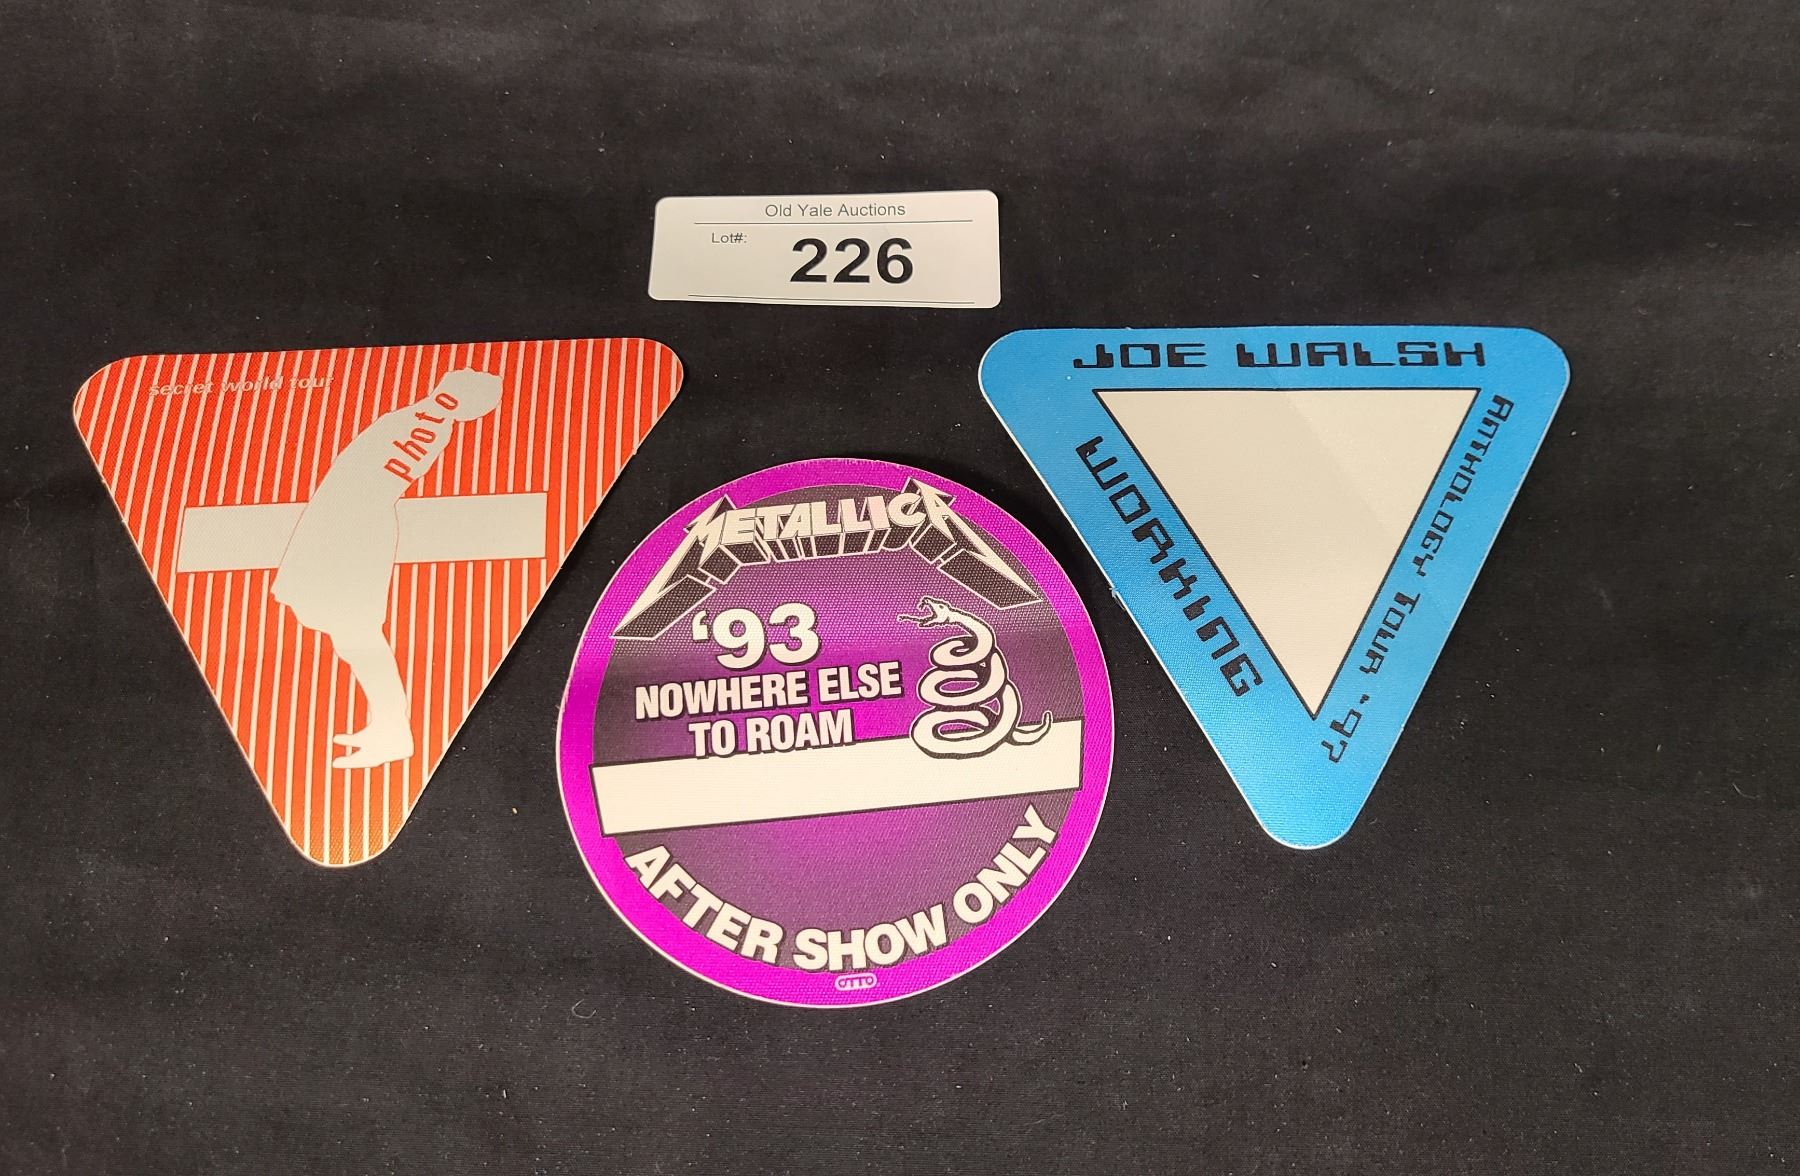 Old Yale Auctions
Lot#:
226
secret world tour
photo
METALLICA
'93
NOWHERE ELSE
TO ROAM
AFTER SHOW ONLY
OTTO
JOE WALSH
WORKING
ANTHOLOGY TOUR '97